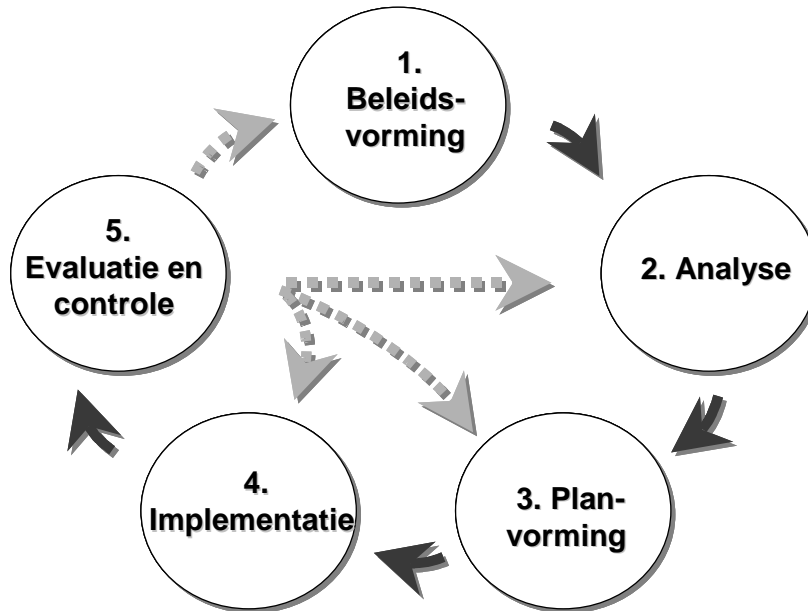 1.
Beleids-
vorming
2. Analyse
3. Plan-
vorming
4.
Implementatie
5.
Evaluatie en
controle